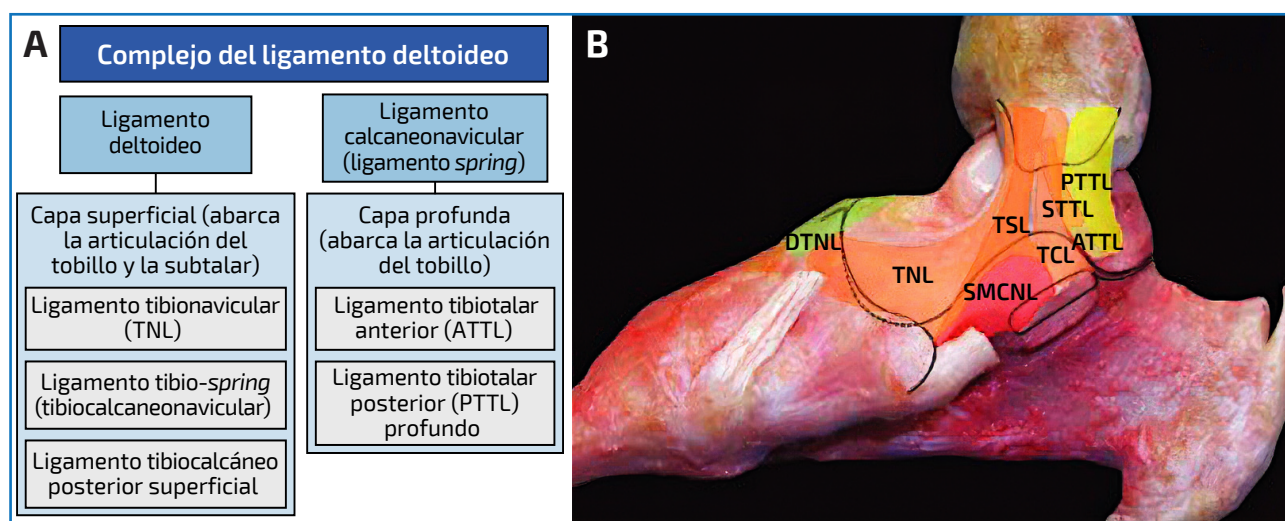 A
Complejo del ligamento deltoideo
Ligamento
deltoideo
Ligamento
calcaneonavicular
(ligamento spring)
Capa superficial (abarca
la articulación del
tobillo y la subtalar)
Ligamento tibionavicular
(TNL)
Ligamento tibio-spring
(tibiocalcaneonavicular)
Ligamento tibiocalcáneo
posterior superficial
Capa profunda
(abarca la articulación
del tobillo)
Ligamento tibiotalar
anterior (ATTL)
Ligamento tibiotalar
posterior (PTTL)
profundo
B
PTTL
STTL
TSL
DTNL
ATTL
TCL
TNL
SMCNL